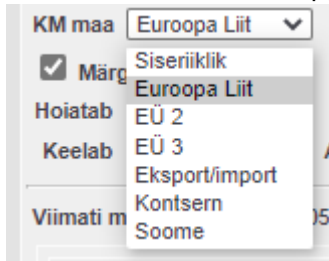 KM maa Euroopa Liit
Siseriiklik
Märg
Euroopa Liit
Hoiatab
EÜ 2
Keelab
EÜ 3
Eksport/import
Viimati m
Kontsern
05
Soome